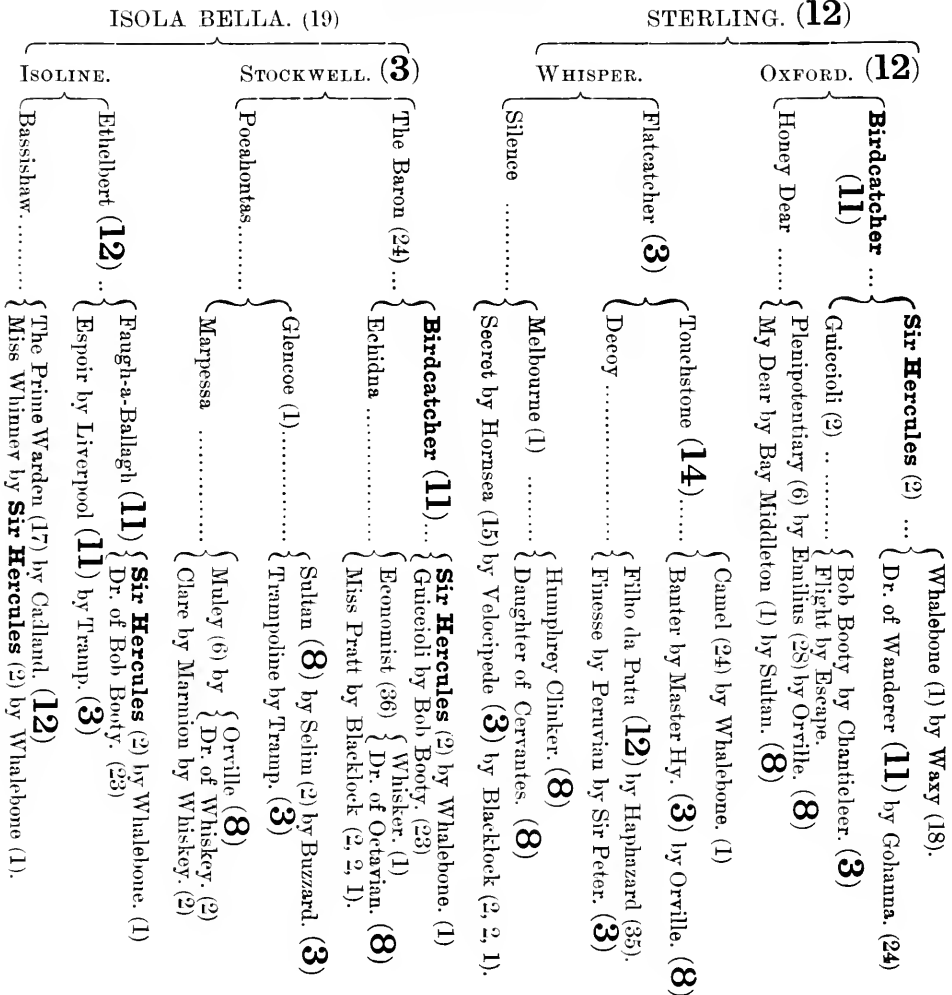 ISOLA BELLA. (19)
STERLING. (12)
ISOLINE.
STOCKWELL. (3)
WHISPER.
OXFORD. (12)
Birdcatcher (11) ...
Sir Hercules (2) ...
Whalebone (1) by Waxy (18).
Dr. of Wanderer (11) by Gohanna. (24)
Guiccioli (2) ..........
Bob Booty by Chanticleer. (3)
Flight by Escape.
Honey Dear ......
Plenipotentiary (6) by Emilius (28) by Orville. (8)
My Dear by Bay Middleton (1) by Sultan. (8)
Flatcatcher (3)
Touchstone (14) .....
Camel (24) by Whalebone. (1)
Banter by Master Hy. (3) by Orville. (8)
Decoy ..............
Filho da Puta (12) by Haphazard (35).
Finesse by Peruvian by Sir Peter. (3)
Silence ............
Melbourne (1) .......
Humphrey Clinker. (8)
Daughter of Cervantes. (8)
Secret by Hornsea (15) by Velocipede (3) by Blacklock (2, 2, 1).
The Baron (24) ...
Birdcatcher (11) ..
Sir Hercules (2) by Whalebone. (1)
Guiccioli by Bob Booty. (23)
Echidna ............
Economist (36)
Whisker. (1)
Dr. of Octavian. (8)
Miss Pratt by Blacklock (2, 2, 1).
Pocahontas......
Glencoe (1)..........
Sultan (8) by Selim (2) by Buzzard. (3)
Trampoline by Tramp. (3)
Marpessa ............
Muley (6) by
Orville (8)
Dr. of Whiskey. (2)
Clare by Marmion by Whiskey. (2)
Ethelbert (12) ..
Faugh-a-Ballagh (11)
Sir Hercules (2) by Whalebone. (1)
Dr. of Bob Booty. (23)
Espoir by Liverpool (11) by Tramp. (3)
Bassishaw.........
The Prime Warden (17) by Cadland. (12)
Miss Whinney by Sir Hercules (2) by Whalebone (1).